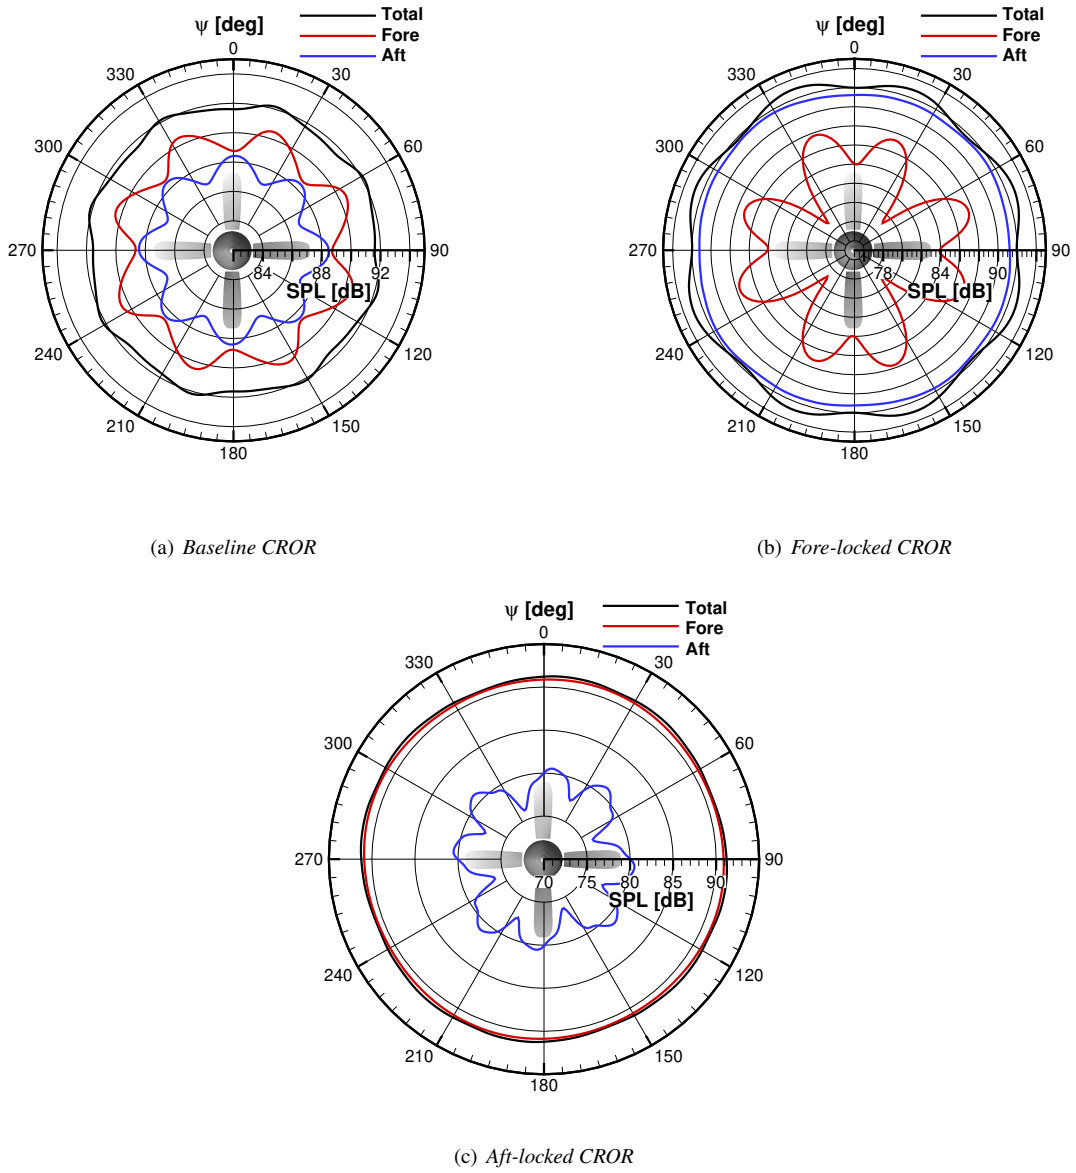 ψ [deg]
Total
Fore
Aft
0
30
60
90
120
150
180
210
240
270
300
330
84
88
92
SPL [dB]
(a) Baseline CROR
ψ [deg]
Total
Fore
Aft
0
30
60
90
120
150
180
210
240
270
300
330
78
84
90
SPL [dB]
(b) Fore-locked CROR
ψ [deg]
Total
Fore
Aft
0
30
60
90
120
150
180
210
240
270
300
330
70
75
80
85
90
SPL [dB]
(c) Aft-locked CROR